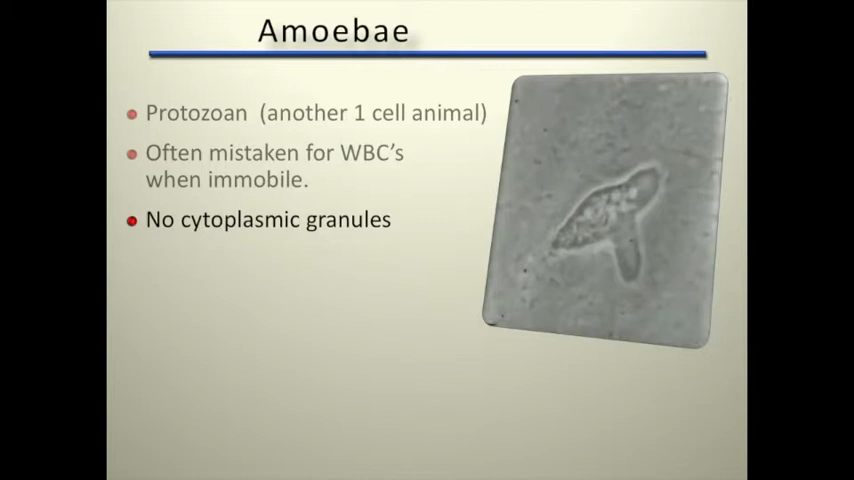 Amoebae
Protozoan (another 1 cell animal)
Often mistaken for WBC's
when immobile.
No cytoplasmic granules